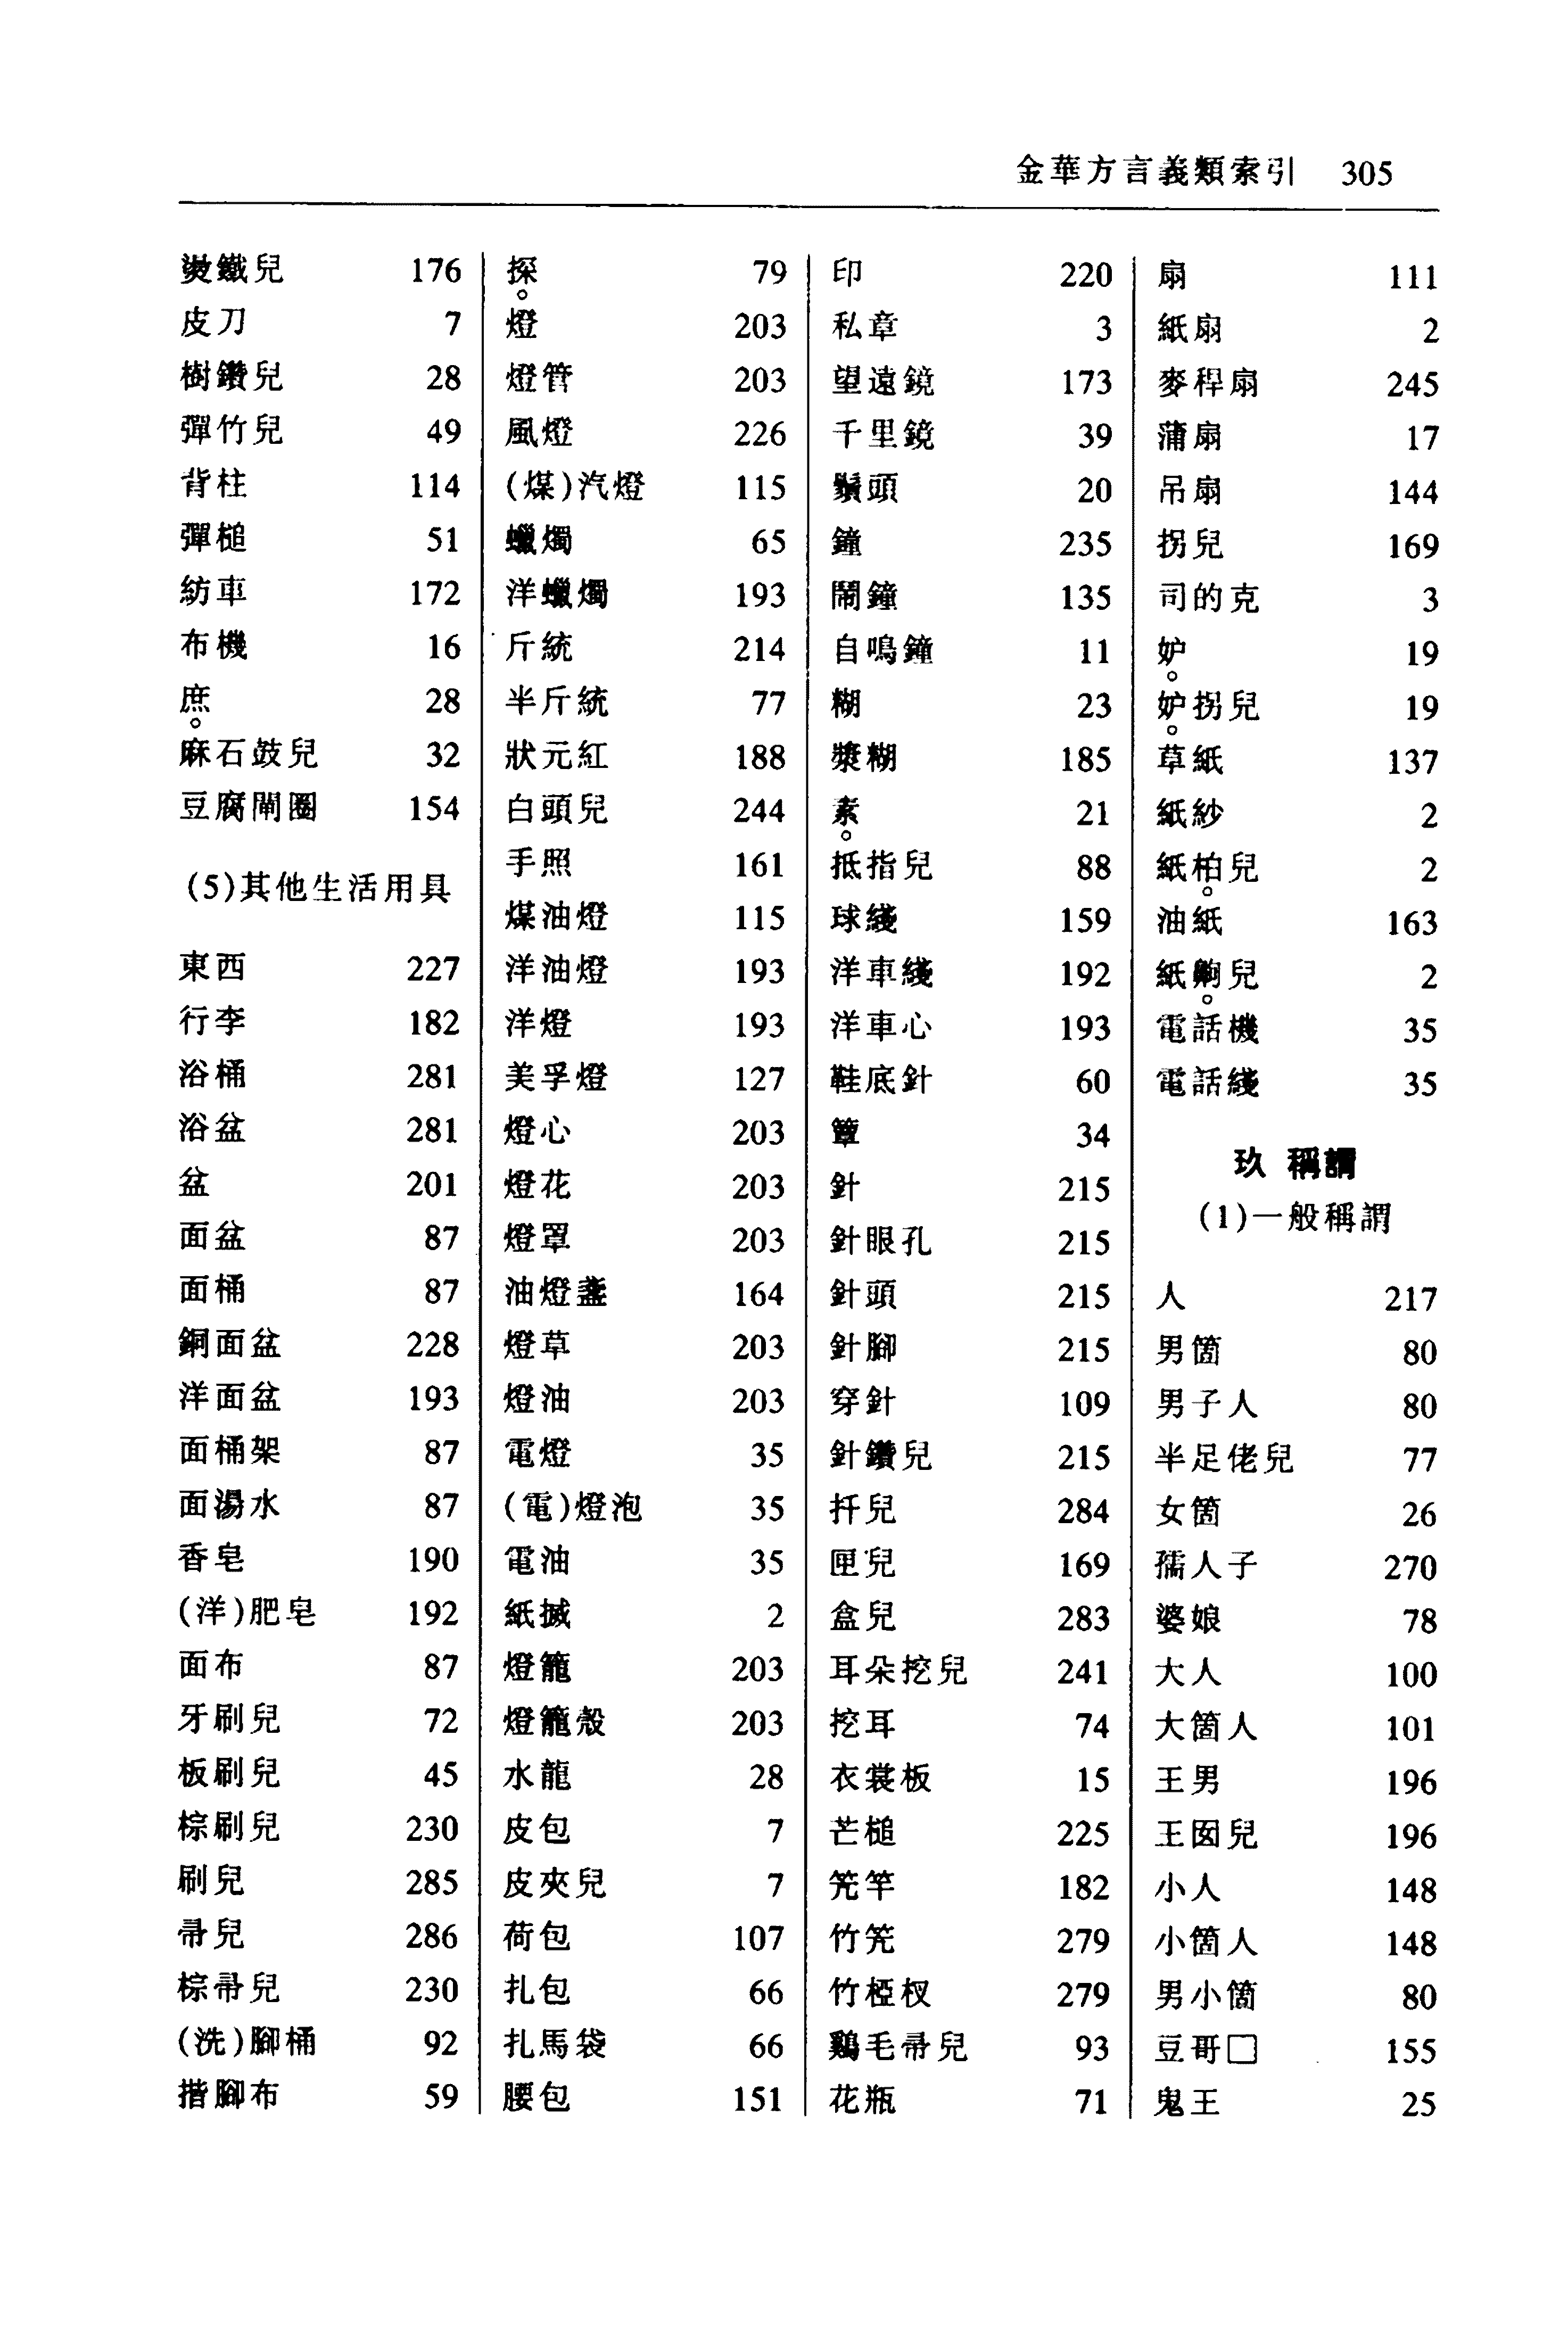 金華方言義類索引 305
燙鐵兒 176
皮刀 7
樹鑽兒 28
彈竹兒 49
背柱 114
彈槌 51
紡車 172
布機 16
庶。 28
麻石鼓兒 32
豆腐閘圈 154
(5)其他生活用具
東西 227
行李 182
浴桶 281
浴盆 281
盆 201
面盆 87
面桶 87
銅面盆 228
洋面盆 193
面桶架 87
面湯水 87
香皂 190
(洋)肥皂 192
面布 87
牙刷兒 72
板刷兒 45
棕刷兒 230
刷兒 285
帚兒 286
棕帚兒 230
(洗)腳桶 92
揩腳布 59
探。 79
燈 203
燈管 203
風燈 226
(煤)汽燈 115
蠟燭 65
洋蠟燭 193
斤統 214
半斤統 77
狀元紅 188
白頭兒 244
手照 161
煤油燈 115
洋油燈 193
洋燈 193
美孚燈 127
燈心 203
燈花 203
燈罩 203
油燈盞 164
燈草 203
燈油 203
電燈 35
(電)燈泡 35
電油 35
紙搣 2
燈籠 203
燈籠殼 203
水龍 28
皮包 7
皮夾兒 7
荷包 107
扎包 66
扎馬袋 66
腰包 151
印 220
私章 3
望遠鏡 173
千里鏡 39
鬃頭 20
鐘 235
鬧鐘 135
自鳴鐘 11
糊 23
漿糊 185
素。 21
抵指兒 88
球綫 159
洋車綫 192
洋車心 193
鞋底針 60
簟 34
針 215
針眼孔 215
針頭 215
針腳 215
穿針 109
針鑽兒 215
扦兒 284
匣兒 169
盒兒 283
耳朵挖兒 241
挖耳 74
衣裳板 15
芒槌 225
筅竿 182
竹筅 279
竹椏杈 279
鷄毛帚兒 93
花瓶 71
扇 111
紙扇 2
麥稈扇 245
蒲扇 17
吊扇 144
拐兒 169
司的克 3
妒。 19
妒。拐兒 19
草紙 137
紙紗 2
紙柏。兒 2
油紙 163
紙齁。兒 2
電話機 35
電話綫 35
玖 稱謂
(1)一般稱謂
人 217
男箇 80
男子人 80
半足佬兒 77
女箇 26
孺人子 270
婆娘 78
大人 100
大箇人 101
王男 196
王囡兒 196
小人 148
小箇人 148
男小箇 80
豆哥□ 155
鬼王 25